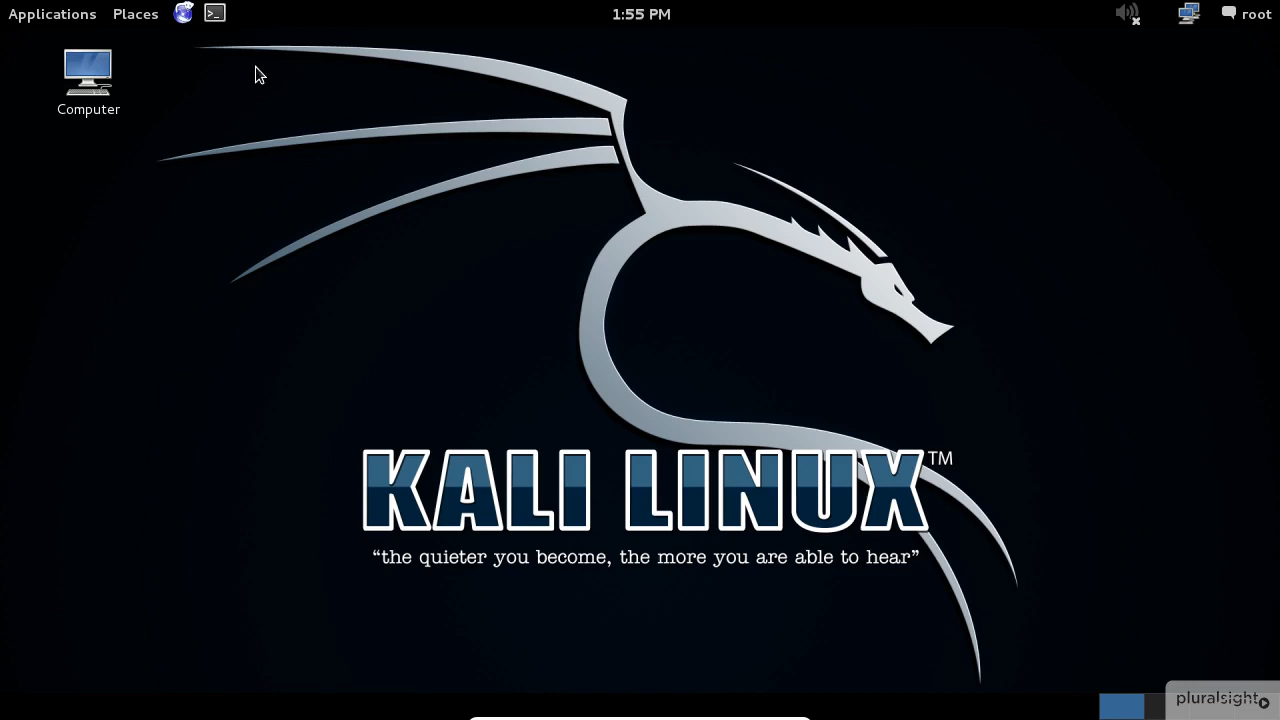 Applications Places 1:55 PM root
Computer
KALI LINUX™
“the quieter you become, the more you are able to hear”
pluralsight